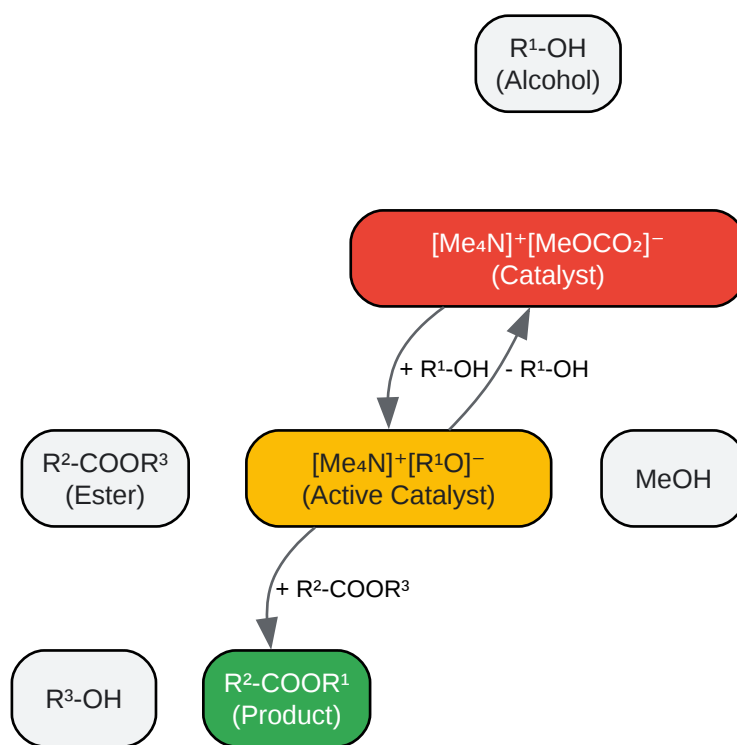 R¹-OH
(Alcohol)
[Me₄N]⁺[MeOCO₂]⁻
(Catalyst)
+ R¹-OH
- R¹-OH
R²-COOR³
(Ester)
[Me₄N]⁺[R¹O]⁻
(Active Catalyst)
MeOH
+ R²-COOR³
R³-OH
R²-COOR¹
(Product)